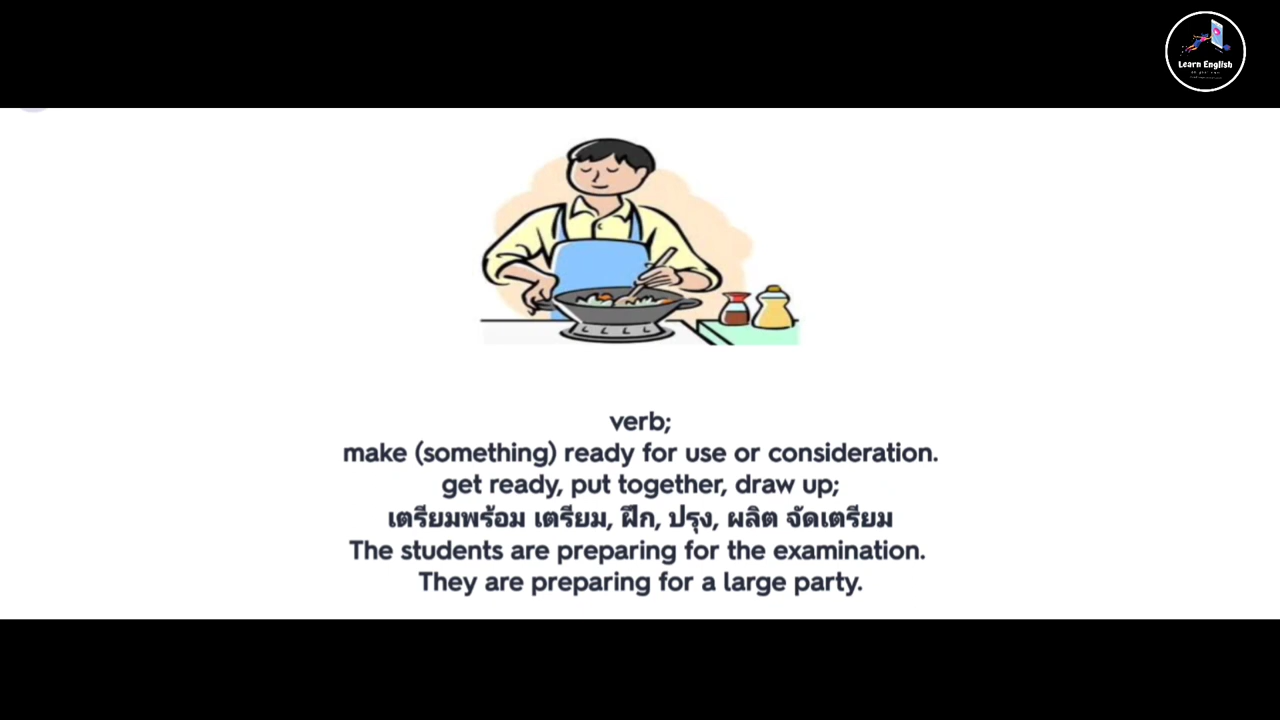 Learn English
verb;
make (something) ready for use or consideration.
get ready, put together, draw up;
เตรียมพร้อม เตรียม, ฝึก, ปรุง, ผลิต จัดเตรียม
The students are preparing for the examination.
They are preparing for a large party.